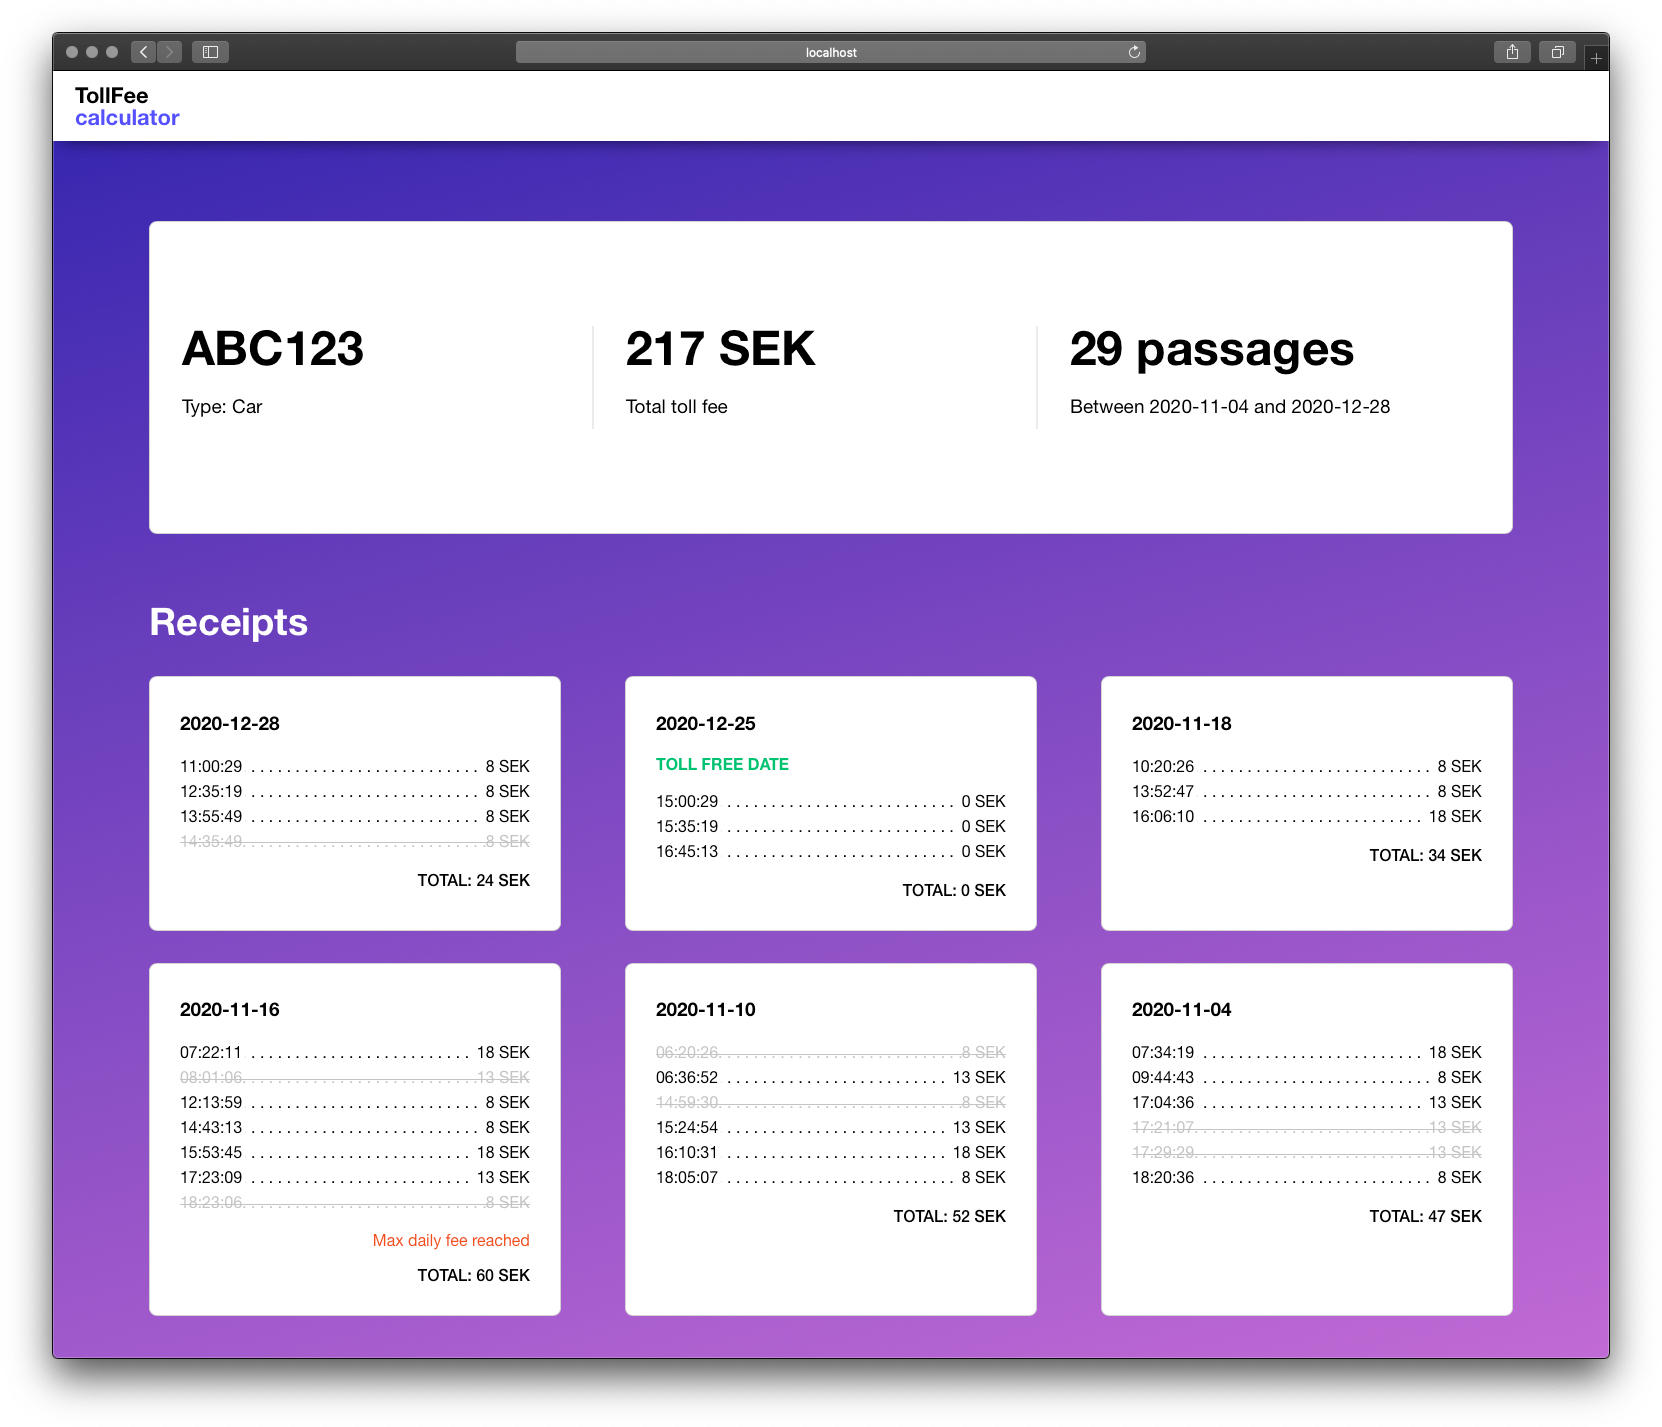 localhost
TollFee
calculator
ABC123
Type: Car
217 SEK
Total toll fee
29 passages
Between 2020-11-04 and 2020-12-28
Receipts
2020-12-28
11:00:29 . . . . . . . . . . . . . . . . . . . . . . . . . . 8 SEK
12:35:19 . . . . . . . . . . . . . . . . . . . . . . . . . . 8 SEK
13:55:49 . . . . . . . . . . . . . . . . . . . . . . . . . . 8 SEK
14:35:49. . . . . . . . . . . . . . . . . . . . . . . . . . .8 SEK
TOTAL: 24 SEK
2020-12-25
TOLL FREE DATE
15:00:29 . . . . . . . . . . . . . . . . . . . . . . . . . . 0 SEK
15:35:19 . . . . . . . . . . . . . . . . . . . . . . . . . . 0 SEK
16:45:13 . . . . . . . . . . . . . . . . . . . . . . . . . . 0 SEK
TOTAL: 0 SEK
2020-11-18
10:20:26 . . . . . . . . . . . . . . . . . . . . . . . . . . 8 SEK
13:52:47 . . . . . . . . . . . . . . . . . . . . . . . . . . 8 SEK
16:06:10 . . . . . . . . . . . . . . . . . . . . . . . . . 18 SEK
TOTAL: 34 SEK
2020-11-16
07:22:11 . . . . . . . . . . . . . . . . . . . . . . . . . 18 SEK
08:01:06. . . . . . . . . . . . . . . . . . . . . . . . . .13 SEK
12:13:59 . . . . . . . . . . . . . . . . . . . . . . . . . . 8 SEK
14:43:13 . . . . . . . . . . . . . . . . . . . . . . . . . . 8 SEK
15:53:45 . . . . . . . . . . . . . . . . . . . . . . . . . 18 SEK
17:23:09 . . . . . . . . . . . . . . . . . . . . . . . . . 13 SEK
18:23:06. . . . . . . . . . . . . . . . . . . . . . . . . . .8 SEK
Max daily fee reached
TOTAL: 60 SEK
2020-11-10
06:20:26. . . . . . . . . . . . . . . . . . . . . . . . . . .8 SEK
06:36:52 . . . . . . . . . . . . . . . . . . . . . . . . . 13 SEK
14:59:30. . . . . . . . . . . . . . . . . . . . . . . . . . .8 SEK
15:24:54 . . . . . . . . . . . . . . . . . . . . . . . . . 13 SEK
16:10:31 . . . . . . . . . . . . . . . . . . . . . . . . . 18 SEK
18:05:07 . . . . . . . . . . . . . . . . . . . . . . . . . . 8 SEK
TOTAL: 52 SEK
2020-11-04
07:34:19 . . . . . . . . . . . . . . . . . . . . . . . . . 18 SEK
09:44:43 . . . . . . . . . . . . . . . . . . . . . . . . . . 8 SEK
17:04:36 . . . . . . . . . . . . . . . . . . . . . . . . . 13 SEK
17:21:07. . . . . . . . . . . . . . . . . . . . . . . . . .13 SEK
17:29:29. . . . . . . . . . . . . . . . . . . . . . . . . .13 SEK
18:20:36 . . . . . . . . . . . . . . . . . . . . . . . . . . 8 SEK
TOTAL: 47 SEK